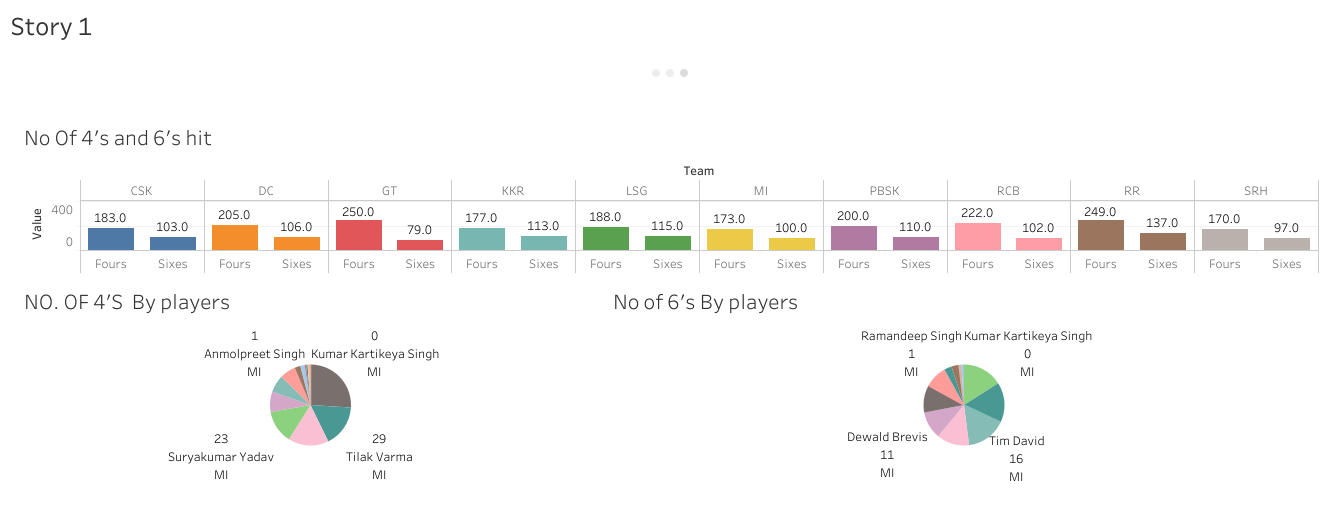 Story 1
No Of 4's and 6's hit
Team
CSK DC GT KKR LSG MI PBSK RCB RR SRH
Value
400
0
183.0 103.0 205.0 106.0 250.0 79.0 177.0 113.0 188.0 115.0 173.0 100.0 200.0 110.0 222.0 102.0 249.0 137.0 170.0 97.0
Fours Sixes Fours Sixes Fours Sixes Fours Sixes Fours Sixes Fours Sixes Fours Sixes Fours Sixes Fours Sixes Fours Sixes
NO. OF 4'S By players
1
Anmolpreet Singh
MI
0
Kumar Kartikeya Singh
MI
23
Suryakumar Yadav
MI
29
Tilak Varma
MI
No of 6's By players
Ramandeep Singh
1
MI
Kumar Kartikeya Singh
0
MI
Dewald Brevis
11
MI
Tim David
16
MI